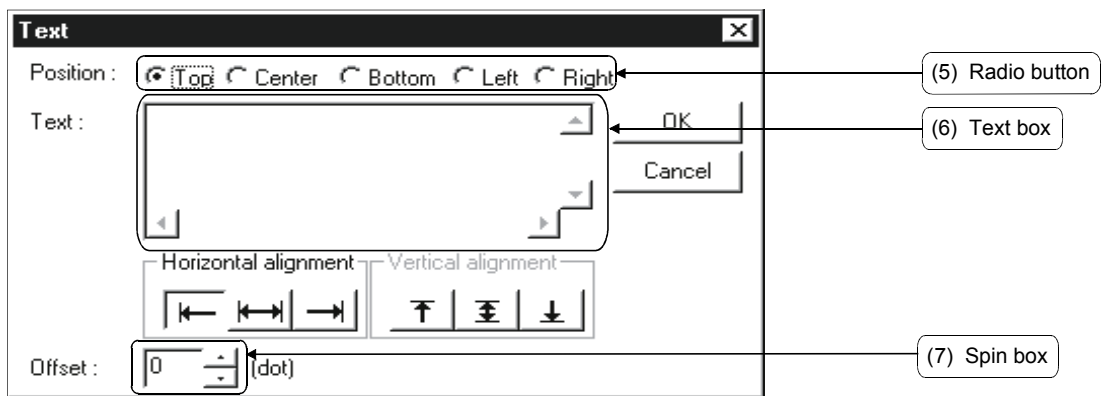 Text
Position : Top Center Bottom Left Right
(5) Radio button
Text :
OK
(6) Text box
Cancel
Horizontal alignment Vertical alignment
Offset : 0 (dot)
(7) Spin box